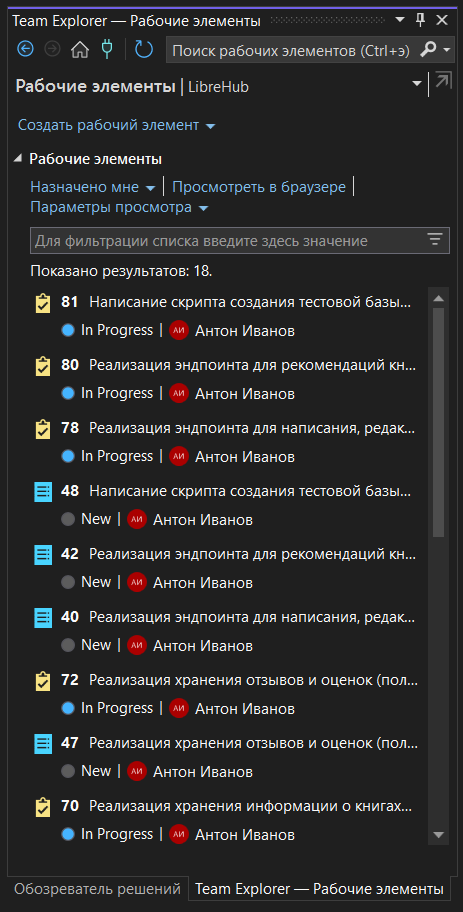 Team Explorer — Рабочие элементы
Поиск рабочих элементов (Ctrl+э)
Рабочие элементы | LibreHub
Создать рабочий элемент
Рабочие элементы
Назначено мне | Просмотреть в браузере |
Параметры просмотра
Для фильтрации списка введите здесь значение
Показано результатов: 18.
81 Написание скрипта создания тестовой базы...
In Progress | АИ Антон Иванов
80 Реализация эндпоинта для рекомендаций кн...
In Progress | АИ Антон Иванов
78 Реализация эндпоинта для написания, редак...
In Progress | АИ Антон Иванов
48 Написание скрипта создания тестовой базы...
New | АИ Антон Иванов
42 Реализация эндпоинта для рекомендаций кн...
New | АИ Антон Иванов
40 Реализация эндпоинта для написания, редак...
New | АИ Антон Иванов
72 Реализация хранения отзывов и оценок (пол...
In Progress | АИ Антон Иванов
47 Реализация хранения отзывов и оценок (пол...
New | АИ Антон Иванов
70 Реализация хранения информации о книгах...
In Progress | АИ Антон Иванов
Обозреватель решений Team Explorer — Рабочие элементы